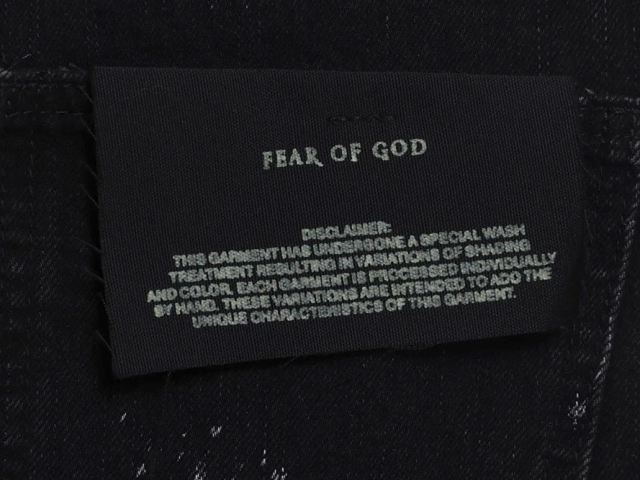 FEAR OF GOD
DISCLAIMER:
THIS GARMENT HAS UNDERGONE A SPECIAL WASH
TREATMENT RESULTING IN VARIATIONS OF SHADING
AND COLOR. EACH GARMENT IS PROCESSED INDIVIDUALLY
BY HAND. THESE VARIATIONS ARE INTENDED TO ADD THE
UNIQUE CHARACTERISTICS OF THIS GARMENT.